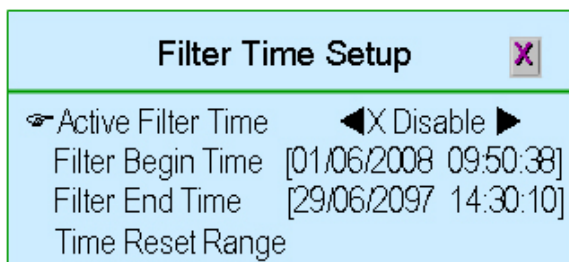 Filter Time Setup X
☞Active Filter Time ◀X Disable ▶
Filter Begin Time [01/06/2008 09:50:38]
Filter End Time [29/06/2097 14:30:10]
Time Reset Range